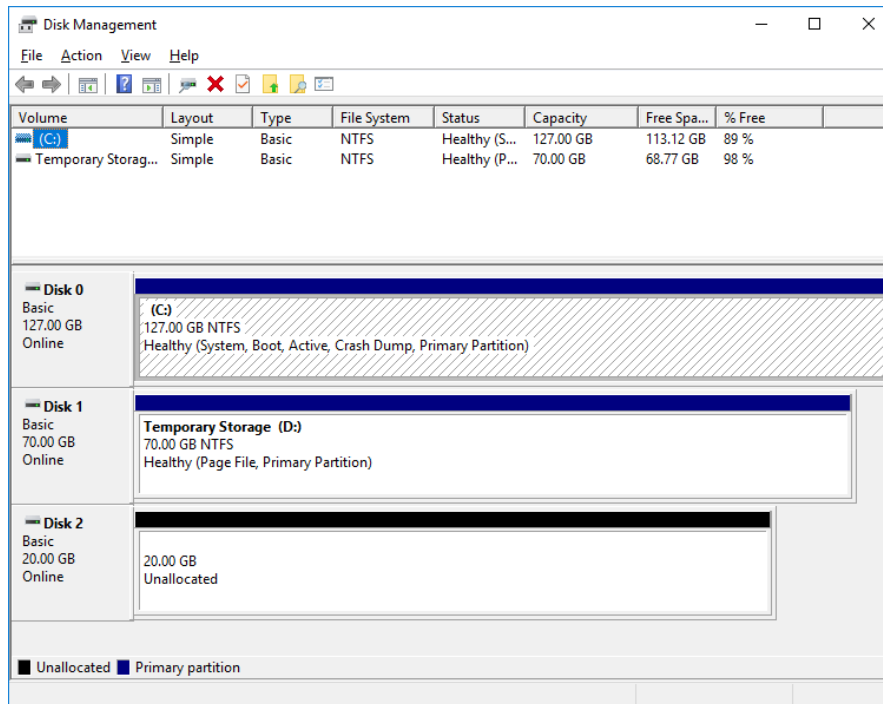 Disk Management
File Action View Help
Volume Layout Type File System Status Capacity Free Spa... % Free
(C:) Simple Basic NTFS Healthy (S... 127.00 GB 113.12 GB 89 %
Temporary Storag... Simple Basic NTFS Healthy (P... 70.00 GB 68.77 GB 98 %
Disk 0
Basic
127.00 GB
Online
(C:)
127.00 GB NTFS
Healthy (System, Boot, Active, Crash Dump, Primary Partition)
Disk 1
Basic
70.00 GB
Online
Temporary Storage (D:)
70.00 GB NTFS
Healthy (Page File, Primary Partition)
Disk 2
Basic
20.00 GB
Online
20.00 GB
Unallocated
Unallocated Primary partition